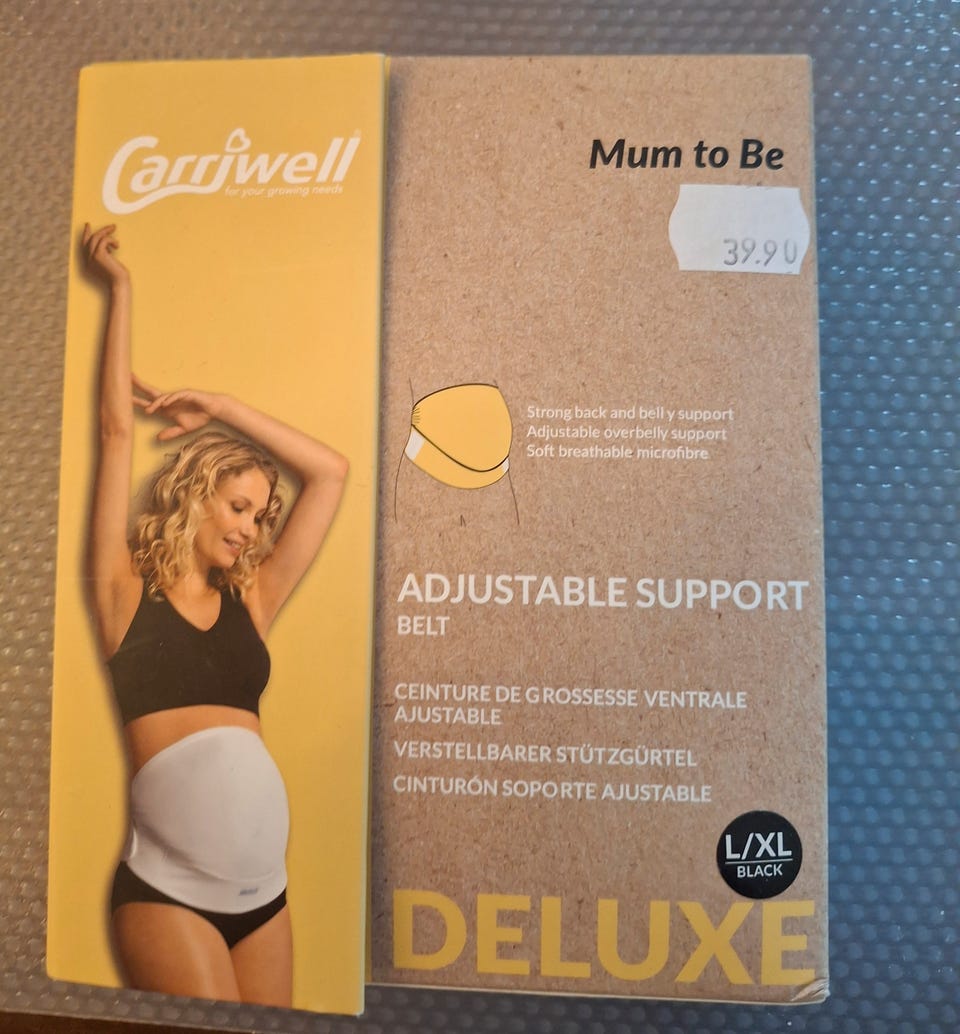 Carriwell
for your growing needs
Mum to Be
39.90
Strong back and belly support
Adjustable overbelly support
Soft breathable microfibre
ADJUSTABLE SUPPORT
BELT
CEINTURE DE GROSSESSE VENTRALE
AJUSTABLE
VERSTELLBARER STÜTZGÜRTEL
CINTURÓN SOPORTE AJUSTABLE
L/XL
BLACK
DELUXE